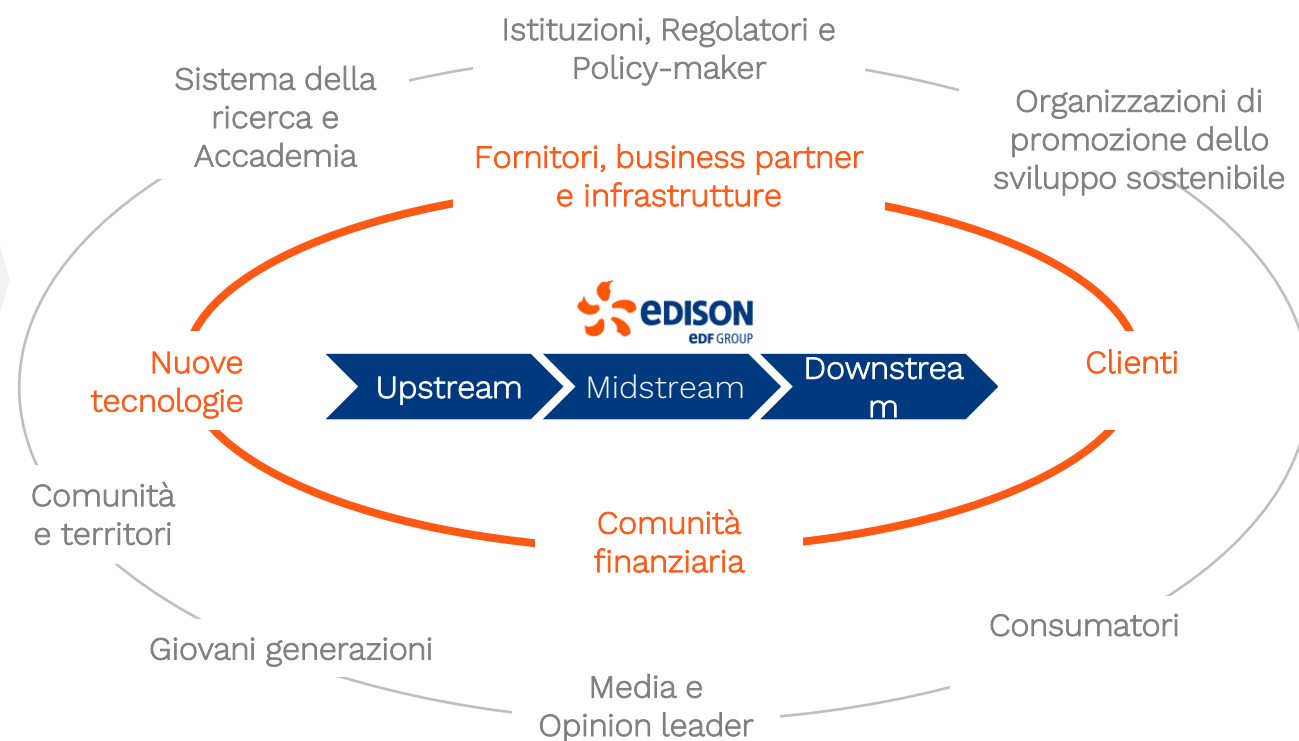 Istituzioni, Regolatori e
Policy-maker
Sistema della
ricerca e
Accademia
Organizzazioni di
promozione dello
sviluppo sostenibile
Fornitori, business partner
e infrastrutture
eDISON
eDF GROUP
Nuove
tecnologie
Upstream
Midstream
Downstrea
m
Clienti
Comunità
e territori
Comunità
finanziaria
Consumatori
Giovani generazioni
Media e
Opinion leader